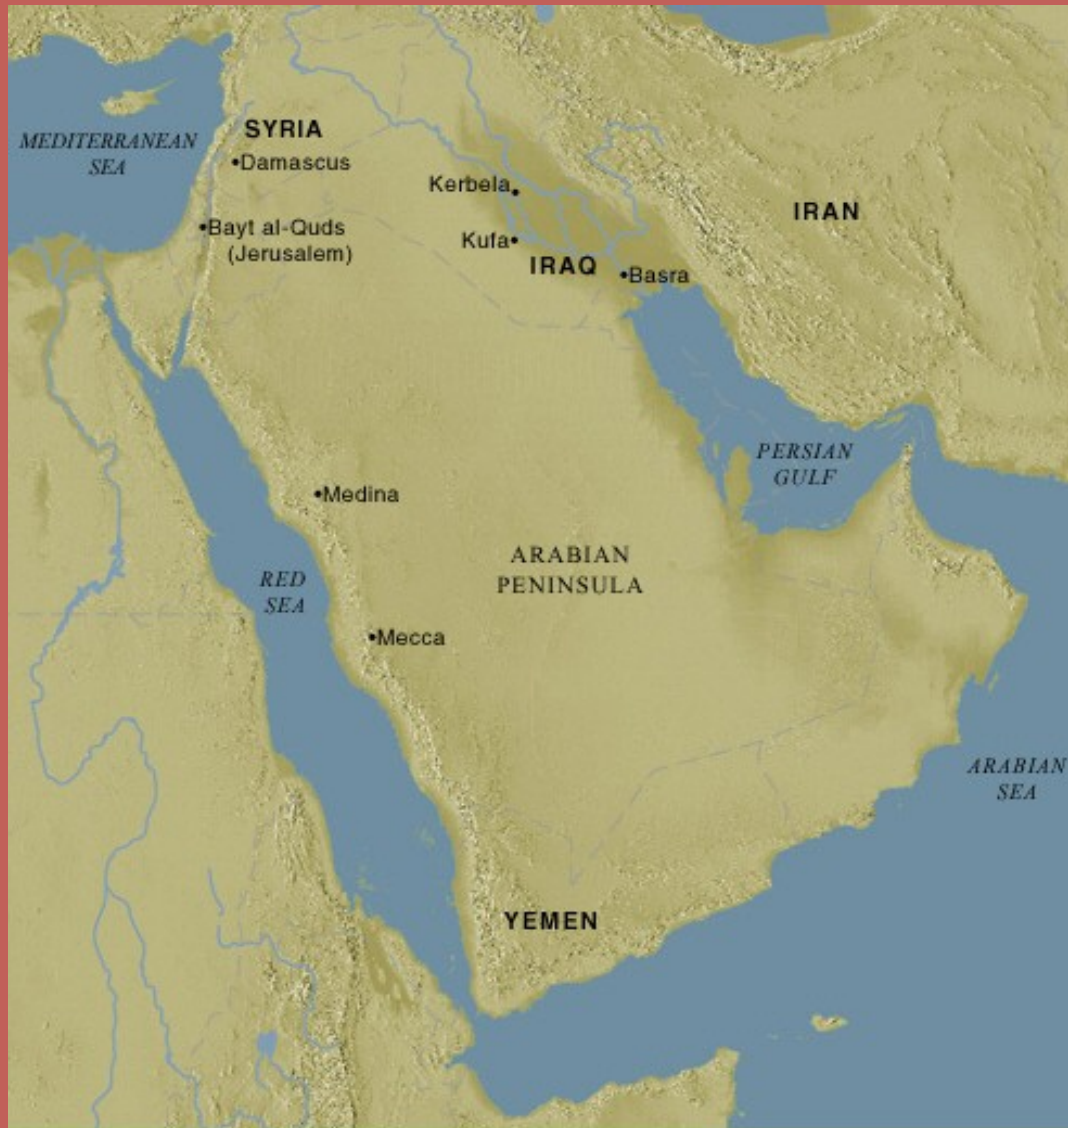 SYRIA
MEDITERRANEAN
SEA
Damascus
Kerbela
IRAN
Bayt al-Quds
(Jerusalem)
Kufa
IRAQ
Basra
PERSIAN
GULF
Medina
ARABIAN
PENINSULA
RED
SEA
Mecca
ARABIAN
SEA
YEMEN